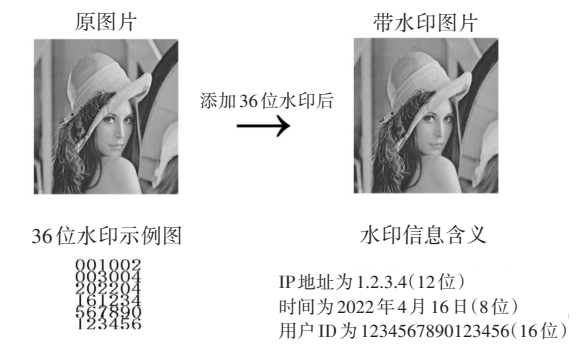 原图片
带水印图片
添加36位水印后
36位水印示例图
水印信息含义
001002
003004
202204
161234
567890
123456
IP地址为1.2.3.4(12位)
时间为2022年4月16日(8位)
用户ID为1234567890123456(16位)